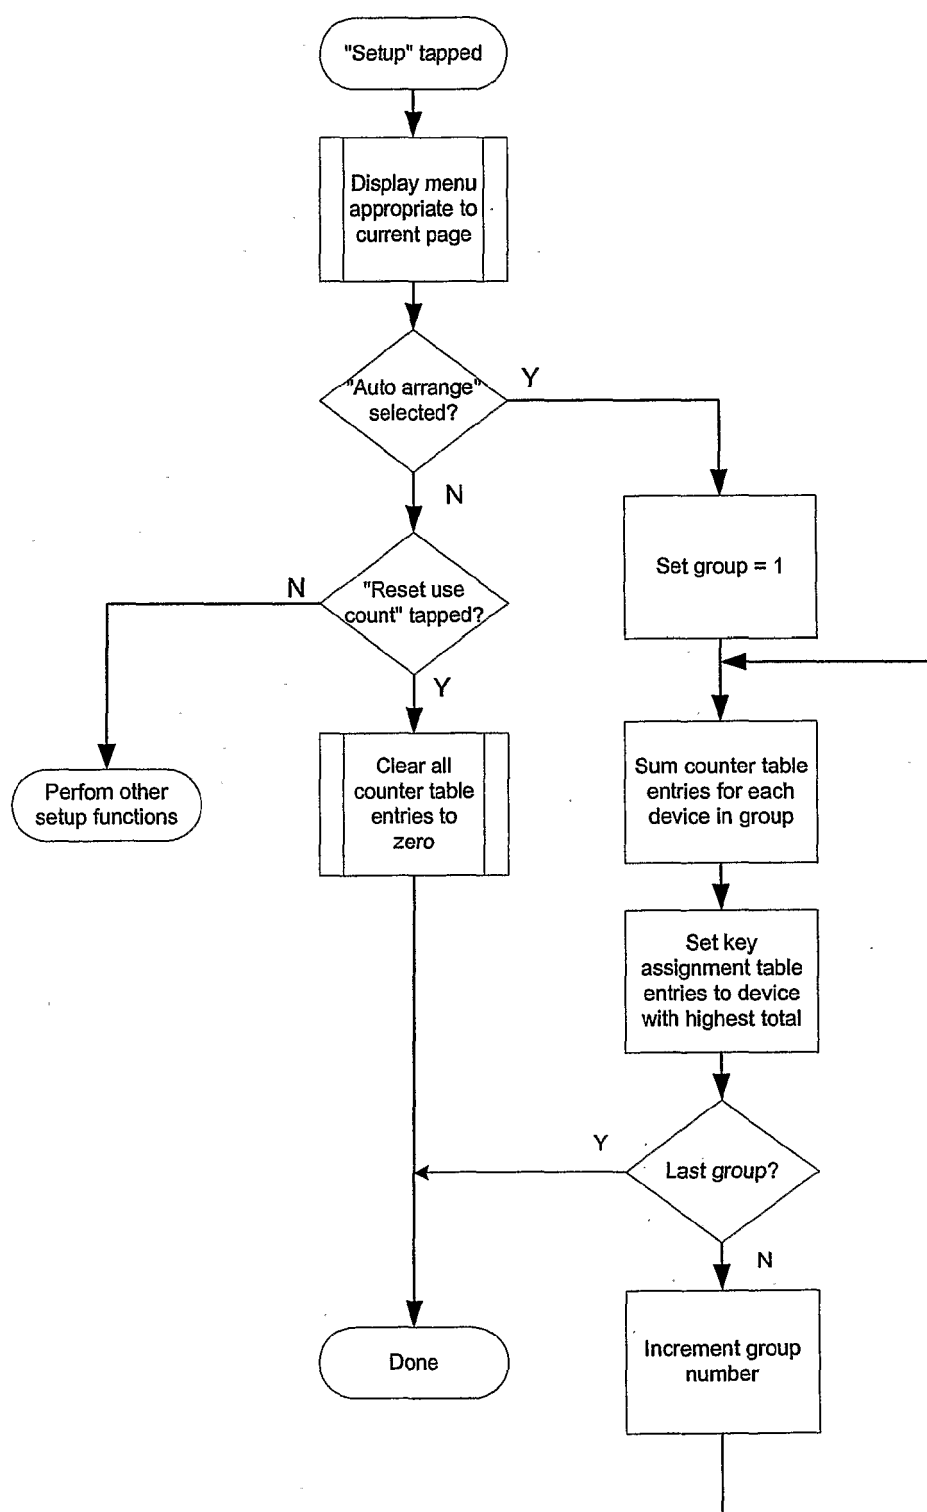 "Setup" tapped
Display menu
appropriate to
current page
"Auto arrange"
selected?
Y
N
Set group = 1
"Reset use
count" tapped?
N
Y
Perfom other
setup functions
Clear all
counter table
entries to
zero
Sum counter table
entries for each
device in group
Set key
assignment table
entries to device
with highest total
Last group?
Y
N
Increment group
number
Done